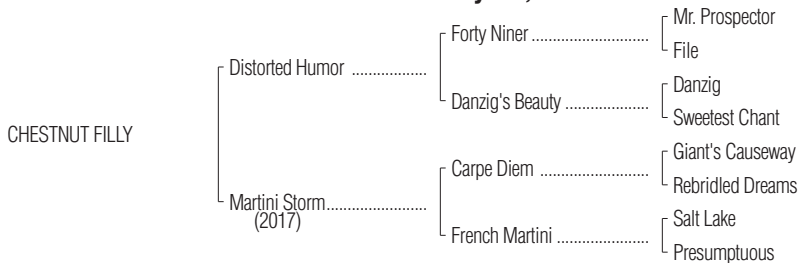 Mr. Prospector
Forty Niner ............................
File
Distorted Humor ..................
Danzig
Danzig's Beauty ....................
Sweetest Chant
CHESTNUT FILLY
Giant's Causeway
Carpe Diem ..........................
Rebridled Dreams
Martini Storm........................
(2017)
Salt Lake
French Martini ......................
Presumptuous